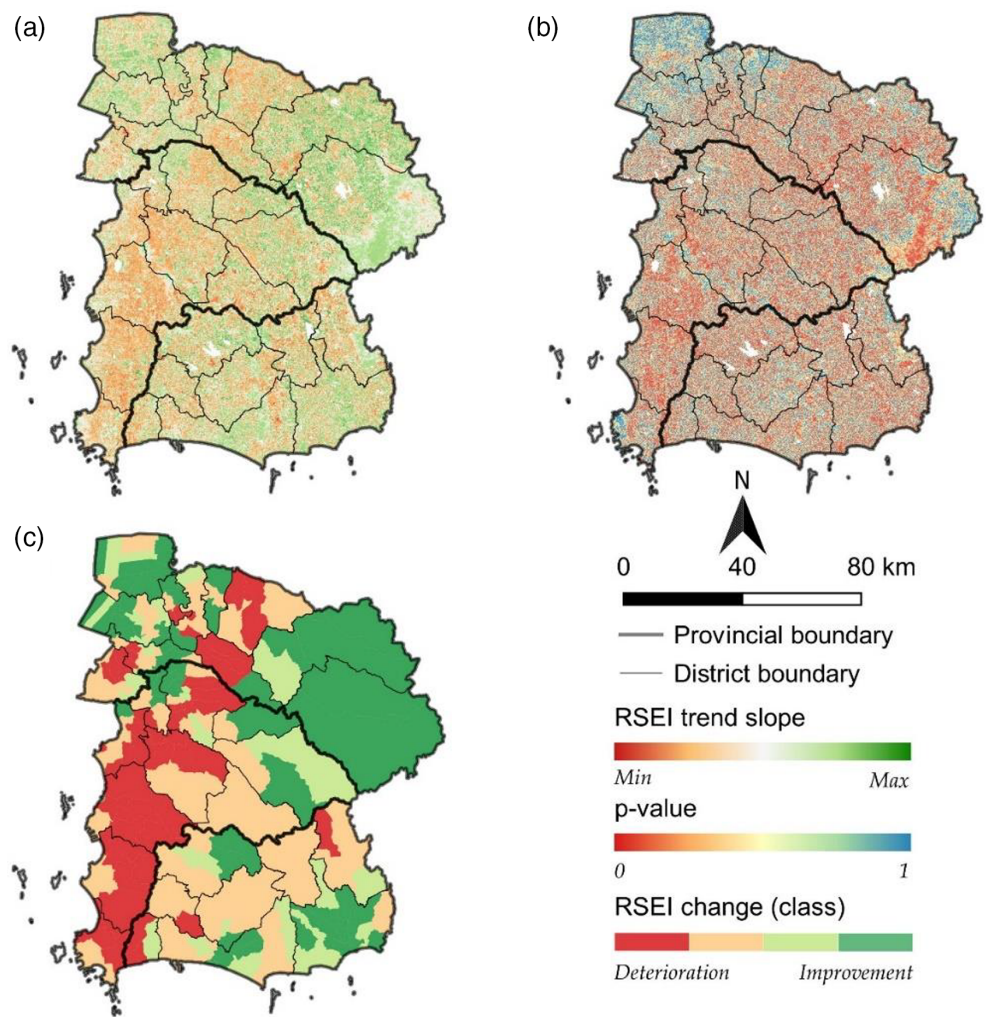 (a)
(b)
(c)
N
0 40 80 km
Provincial boundary
District boundary
RSEI trend slope
Min Max
p-value
0 1
RSEI change (class)
Deterioration Improvement